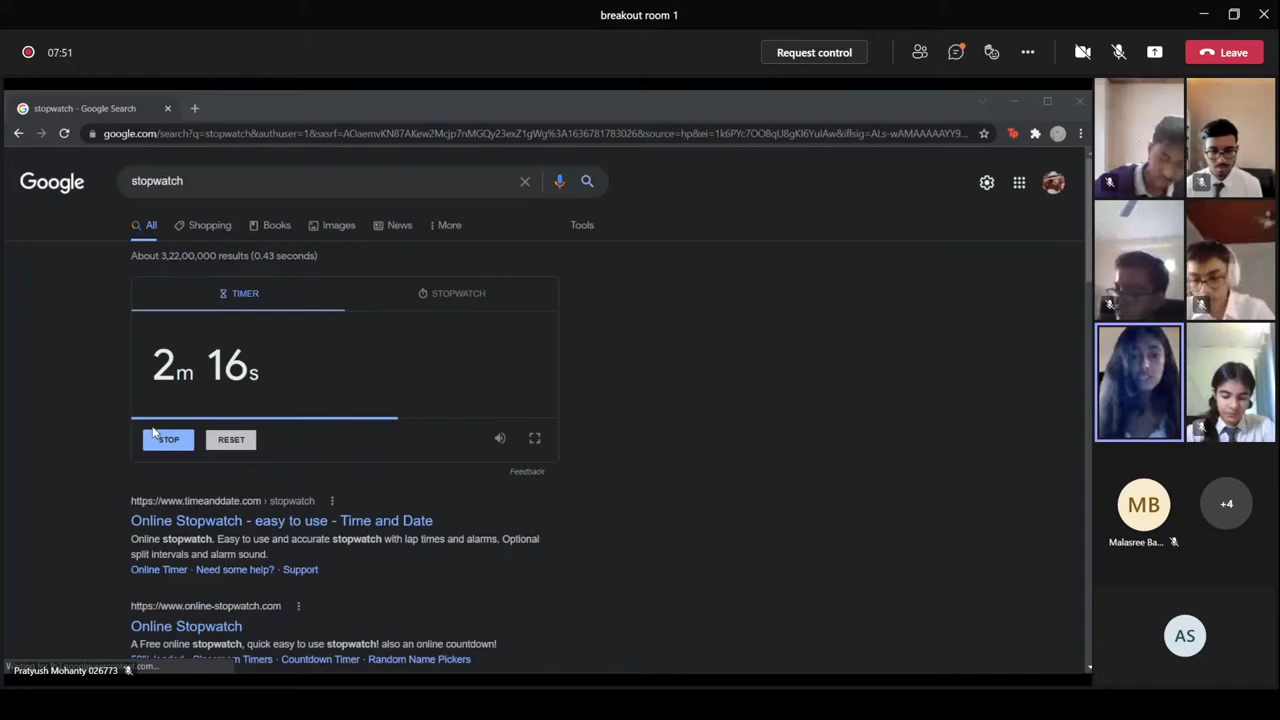 breakout room 1
07:51
Request control
Leave
stopwatch - Google Search
google.com/search?q=stopwatch&authuser=1&sxsrf=AOaemvKN87AKew2Mcjp7nMGQy23exZ1gWg%3A1636781783026&source=hp&ei=1k6PYc7OO8qU8gKI6YuIAw&iflsig=ALs-wAMAAAAAYY9...
Google
stopwatch
All
Shopping
Books
Images
News
More
Tools
About 3,22,00,000 results (0.43 seconds)
TIMER
STOPWATCH
2m 16s
STOP
RESET
Feedback
https://www.timeanddate.com › stopwatch
Online Stopwatch - easy to use - Time and Date
Online stopwatch. Easy to use and accurate stopwatch with lap times and alarms. Optional
split intervals and alarm sound.
Online Timer · Need some help? · Support
https://www.online-stopwatch.com
Online Stopwatch
A Free online stopwatch, quick easy to use stopwatch! also an online countdown!
Timers · Countdown Timer · Random Name Pickers
Pratyush Mohanty 026773
MB
Malasree Ba...
+4
AS